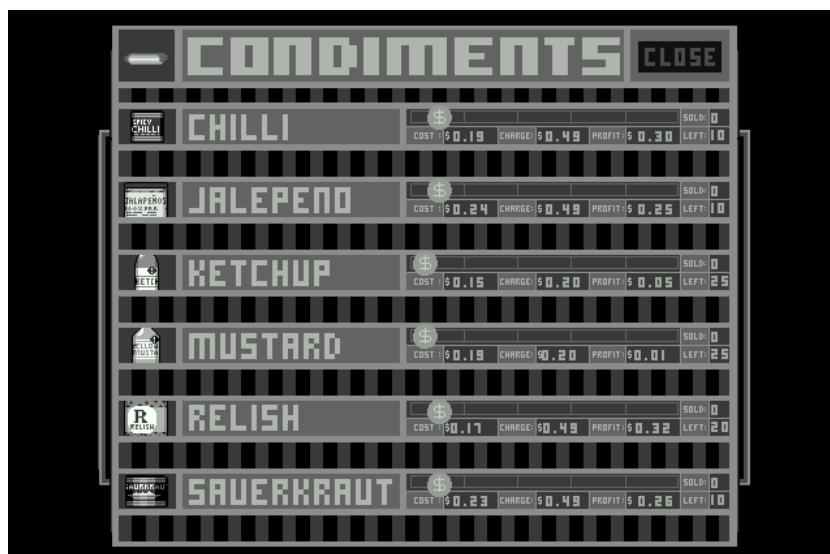 CONDIMENTS CLOSE
SPICY CHILLI
CHILLI
SOLD: 0
COST : $0.19 CHARGE: $0.49 PROFIT: $0.30 LEFT: 10
JALAPEÑOS
JALEPENO
SOLD: 0
COST : $0.24 CHARGE: $0.49 PROFIT: $0.25 LEFT: 10
KETCH
KETCHUP
SOLD: 0
COST : $0.15 CHARGE: $0.20 PROFIT: $0.05 LEFT: 25
ELLOW
MUSTA
MUSTARD
SOLD: 0
COST : $0.19 CHARGE: $0.20 PROFIT: $0.01 LEFT: 25
R
RELISH
RELISH
SOLD: 0
COST : $0.17 CHARGE: $0.49 PROFIT: $0.32 LEFT: 20
SAUERKRAUT
SOLD: 0
COST : $0.23 CHARGE: $0.49 PROFIT: $0.26 LEFT: 10